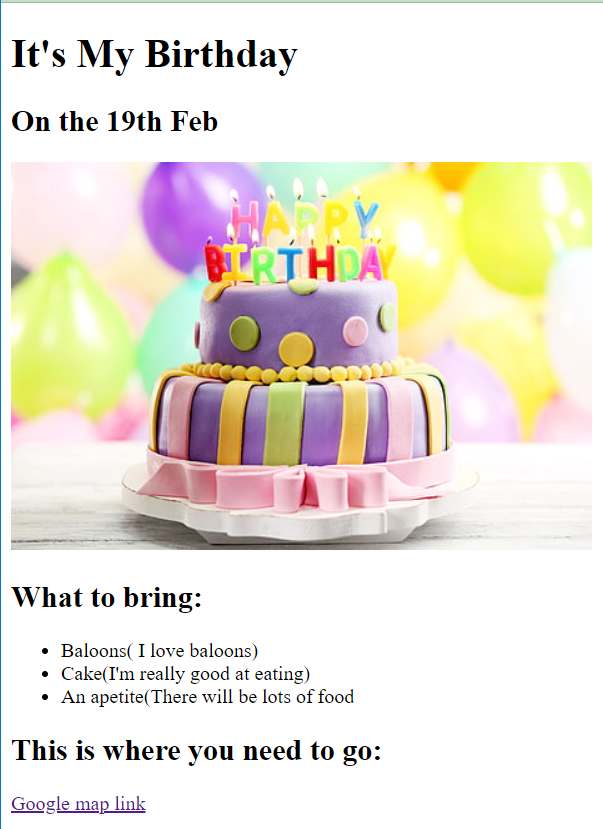 It's My Birthday
On the 19th Feb
HAPPY
BIRTHDAY
What to bring:
Baloons( I love baloons)
Cake(I'm really good at eating)
An apetite(There will be lots of food
This is where you need to go:
Google map link